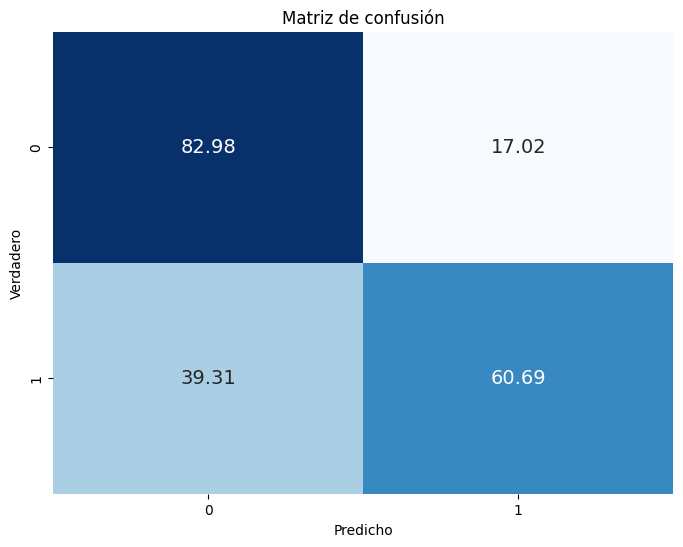 Matriz de confusión
Verdadero
0
82.98
17.02
1
39.31
60.69
0
1
Predicho